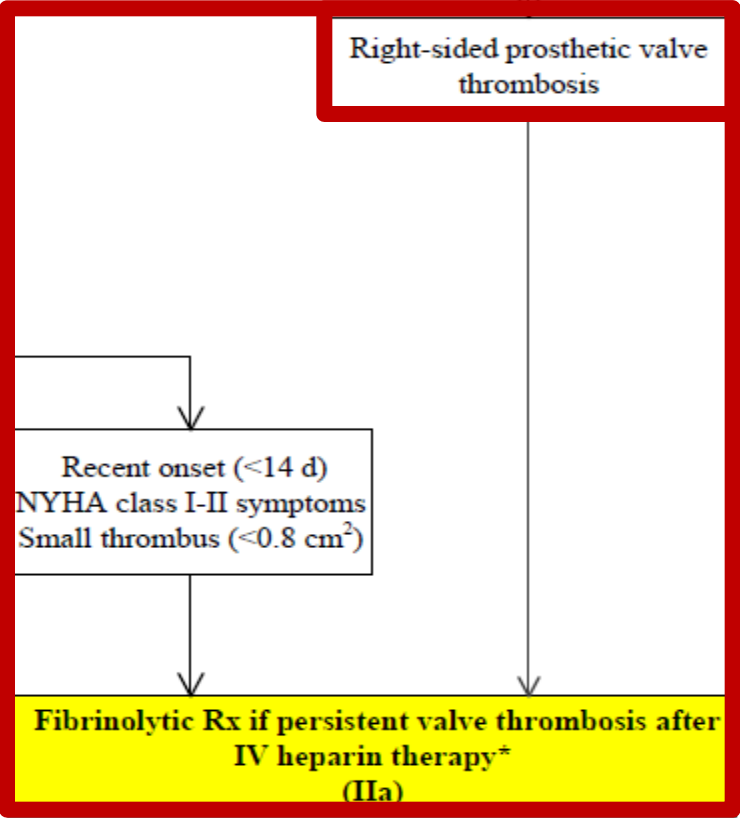 Right-sided prosthetic valve
thrombosis
Recent onset (<14 d)
NYHA class I-II symptoms
Small thrombus (<0.8 cm²)
Fibrinolytic Rx if persistent valve thrombosis after
IV heparin therapy*
(IIa)